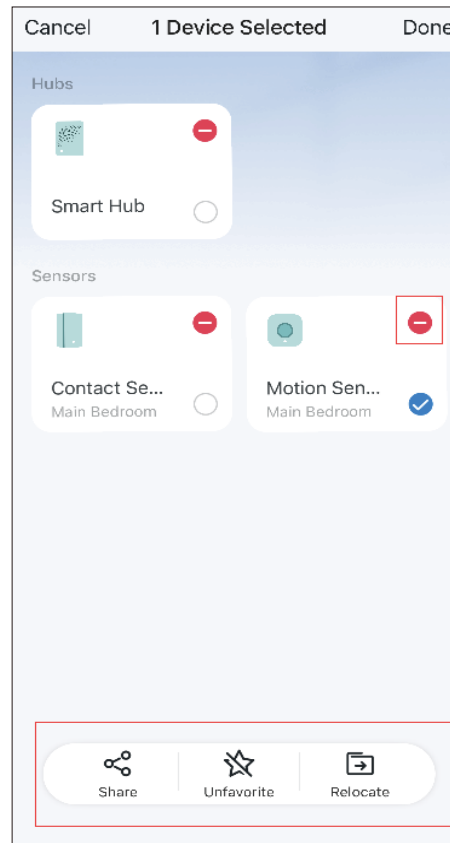 Cancel 1 Device Selected Done
Hubs
Smart Hub
Sensors
Contact Se... Motion Sen...
Main Bedroom Main Bedroom
Share Unfavorite Relocate